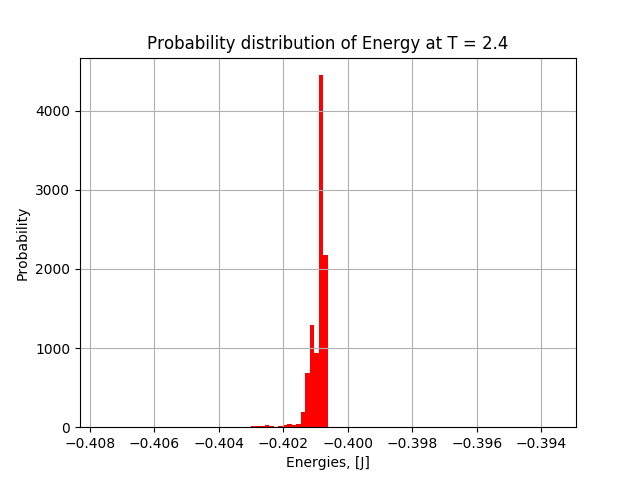 Probability distribution of Energy at T = 2.4
Probability
4000
3000
2000
1000
0
−0.408 −0.406 −0.404 −0.402 −0.400 −0.398 −0.396 −0.394
Energies, [J]